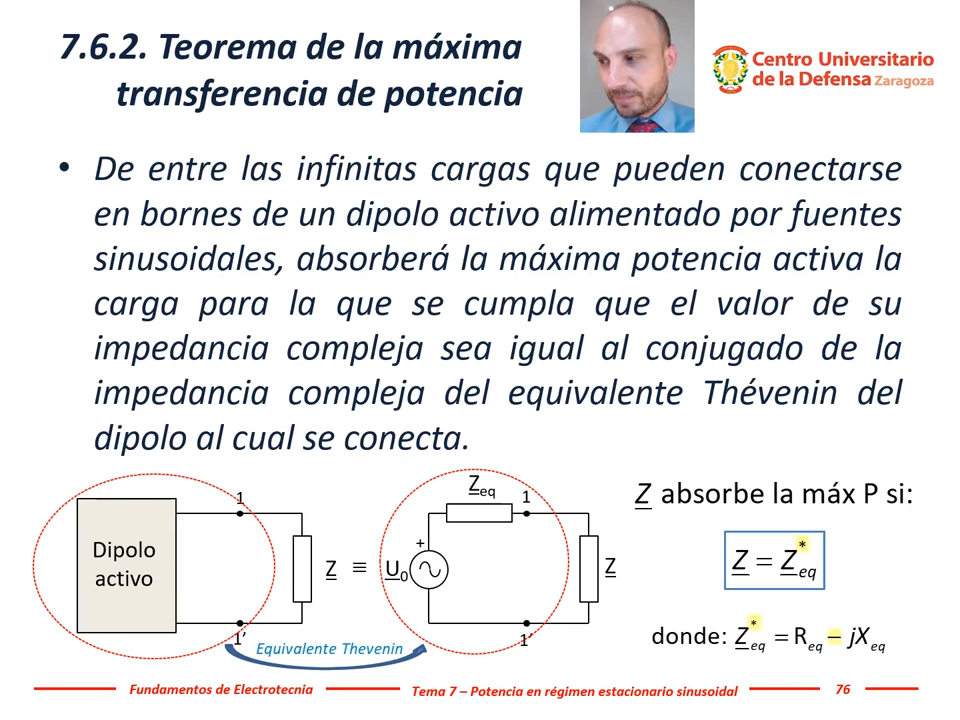 7.6.2. Teorema de la máxima
transferencia de potencia
Centro Universitario
de la Defensa Zaragoza
• De entre las infinitas cargas que pueden conectarse
en bornes de un dipolo activo alimentado por fuentes
sinusoidales, absorberá la máxima potencia activa la
carga para la que se cumpla que el valor de su
impedancia compleja sea igual al conjugado de la
impedancia compleja del equivalente Thévenin del
dipolo al cual se conecta.
Dipolo
activo
1
1'
Z
≡
U0
+
Zeq
1
1'
Z
Equivalente Thevenin
Z absorbe la máx P si:
Z = Z*eq
donde: Z*eq = Req − jXeq
Fundamentos de Electrotecnia
Tema 7 – Potencia en régimen estacionario sinusoidal
76